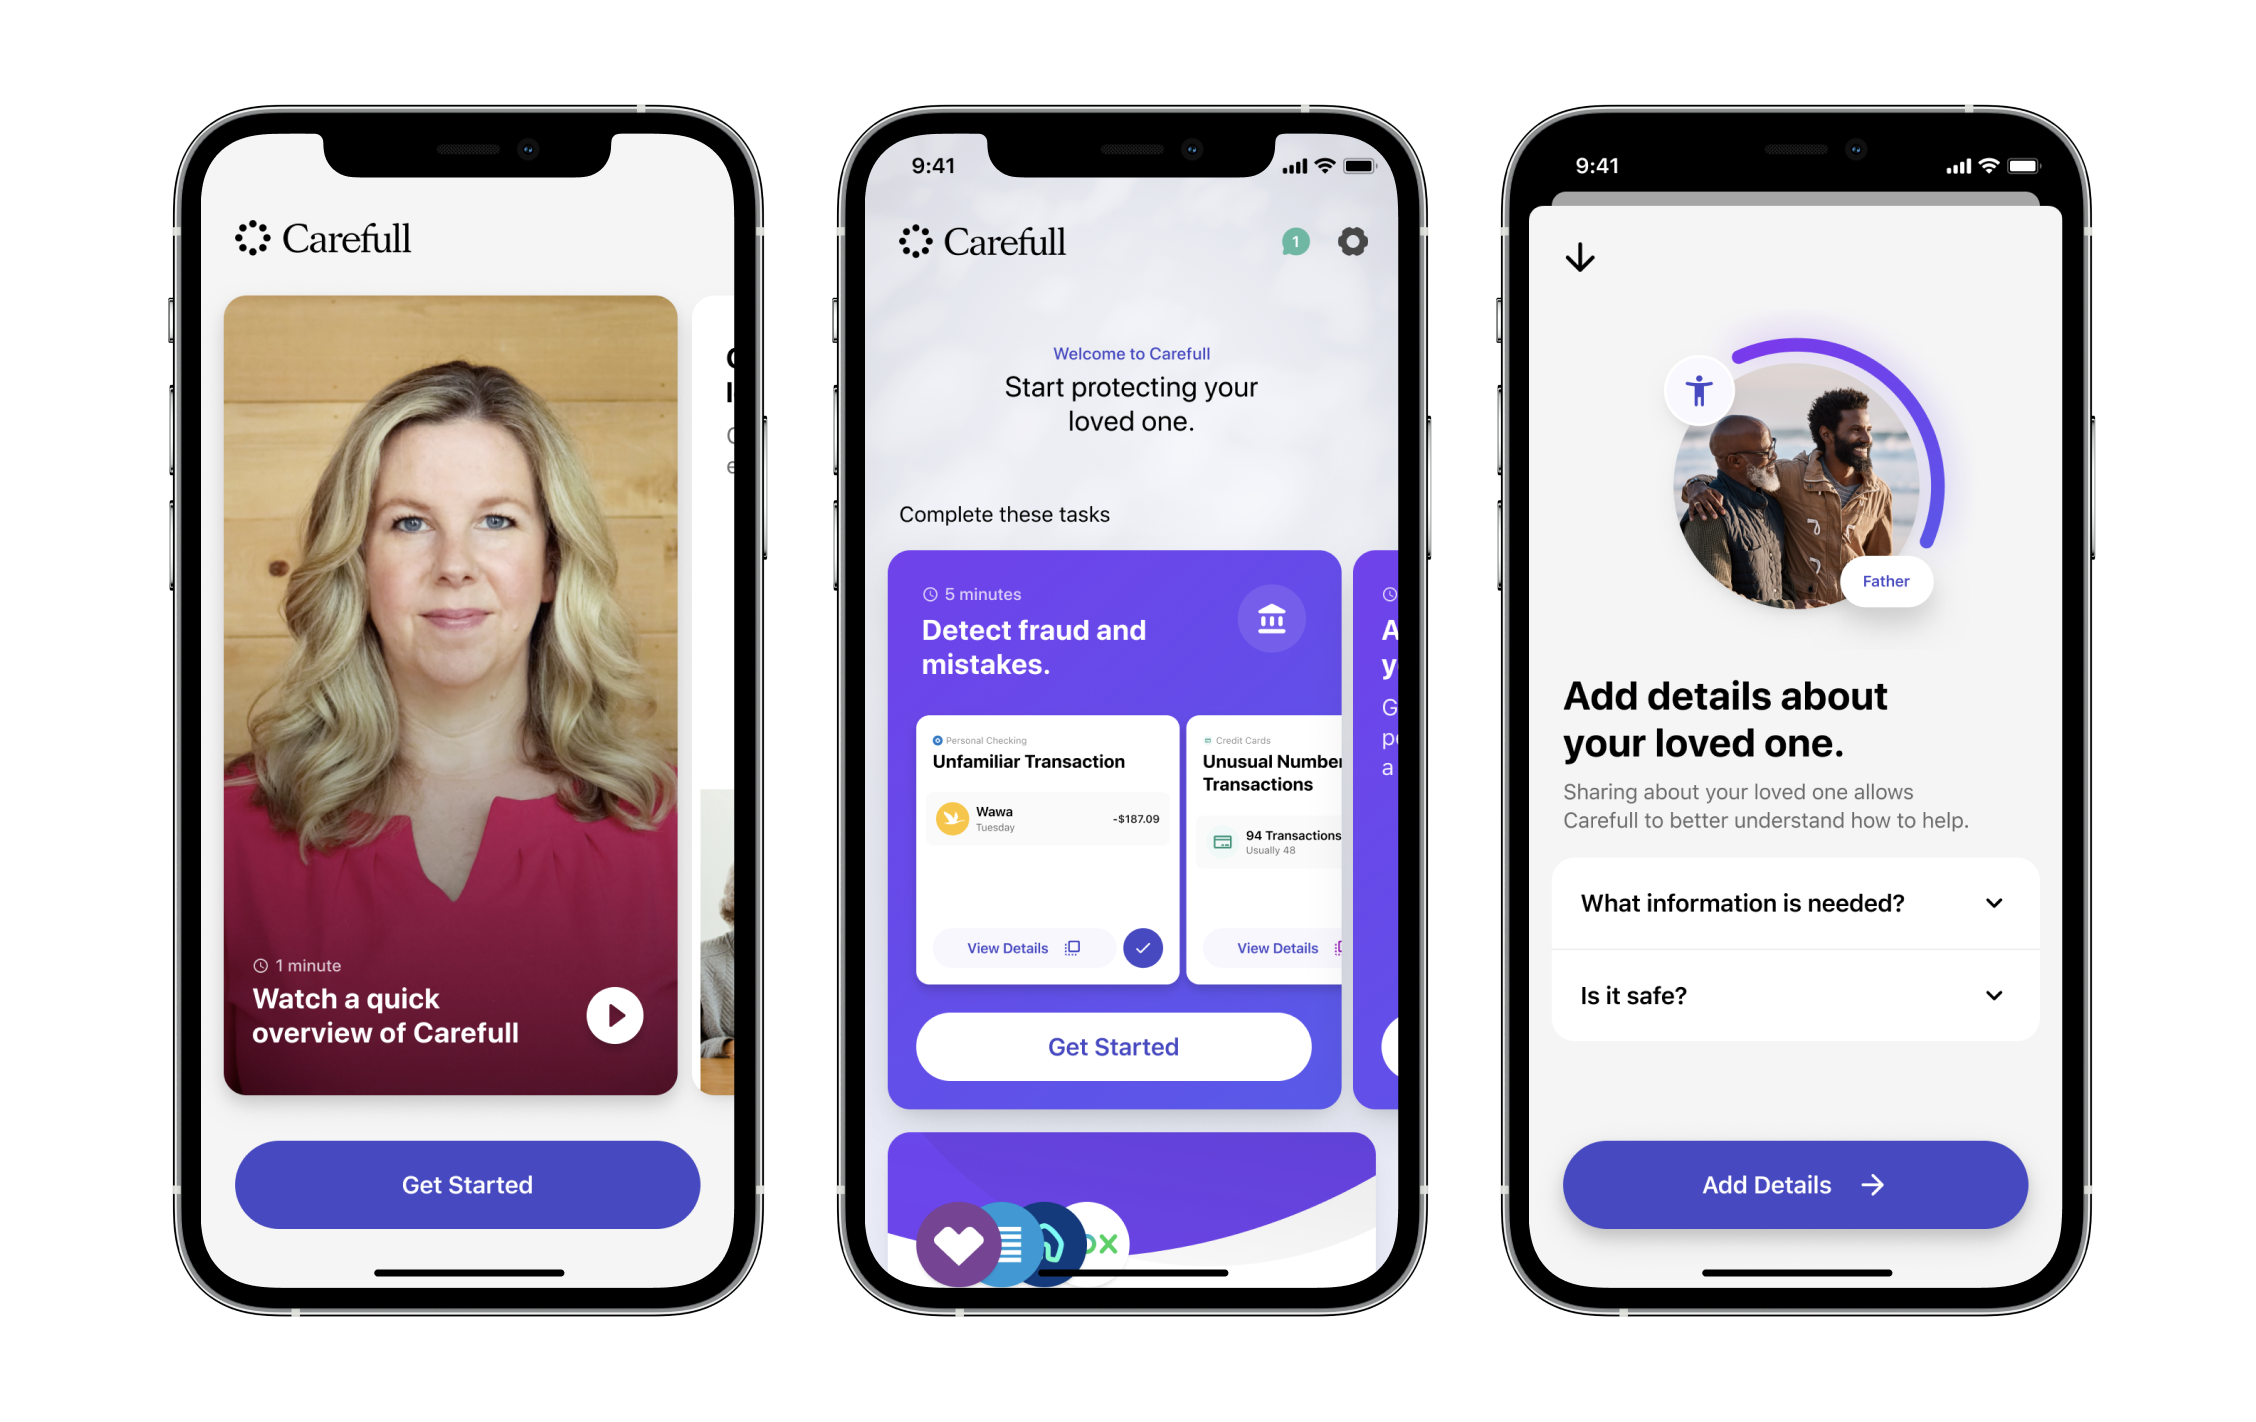 Carefull
1 minute
Watch a quick
overview of Carefull
Get Started
9:41
Carefull
1
Welcome to Carefull
Start protecting your
loved one.
Complete these tasks
5 minutes
Detect fraud and
mistakes.
Personal Checking
Unfamiliar Transaction
Wawa
Tuesday
-$187.09
View Details
Credit Cards
Unusual Number
Transactions
94 Transactions
Usually 48
View Details
Get Started
9:41
Father
Add details about
your loved one.
Sharing about your loved one allows
Carefull to better understand how to help.
What information is needed?
Is it safe?
Add Details